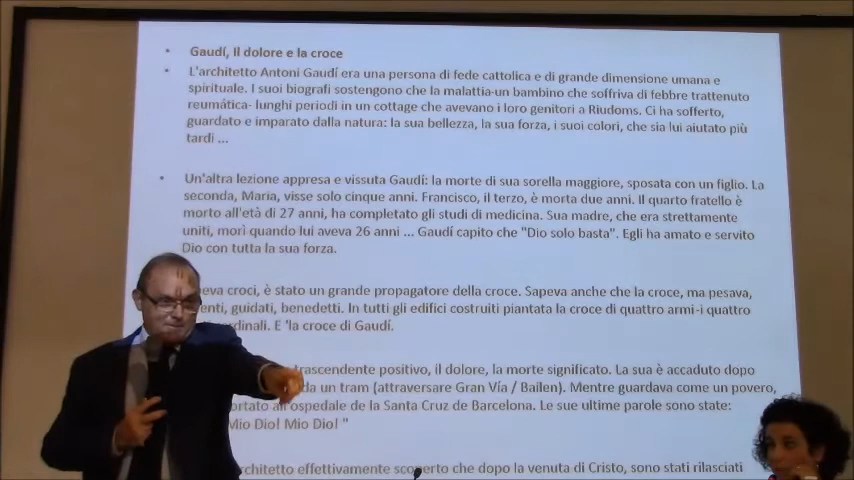 Gaudí, Il dolore e la croce
L'architetto Antoni Gaudí era una persona di fede cattolica e di grande dimensione umana e
spirituale. I suoi biografi sostengono che la malattia-un bambino che soffriva di febbre trattenuto
reumática- lunghi periodi in un cottage che avevano i loro genitori a Riudoms. Ci ha sofferto,
guardato e imparato dalla natura: la sua bellezza, la sua forza, i suoi colori, che sia lui aiutato più
tardi ...
Un'altra lezione appresa e vissuta Gaudí: la morte di sua sorella maggiore, sposata con un figlio. La
seconda, Maria, visse solo cinque anni. Francisco, il terzo, è morta due anni. Il quarto fratello è
morto all'età di 27 anni, ha completato gli studi di medicina. Sua madre, che era strettamente
uniti, morì quando lui aveva 26 anni ... Gaudí capito che "Dio solo basta". Egli ha amato e servito
Dio con tutta la sua forza.
croci, è stato un grande propagatore della croce. Sapeva anche che la croce, ma pesava,
guidati, benedetti. In tutti gli edifici costruiti piantata la croce di quattro armi-i quattro
E 'la croce di Gaudí.
trascendente positivo, il dolore, la morte significato. La sua è accaduto dopo
da un tram (attraversare Gran Vía / Bailen). Mentre guardava come un povero,
all'ospedale de la Santa Cruz de Barcelona. Le sue ultime parole sono state:
Mio Dio! Mio Dio! "
effettivamente scoperto che dopo la venuta di Cristo, sono stati rilasciati